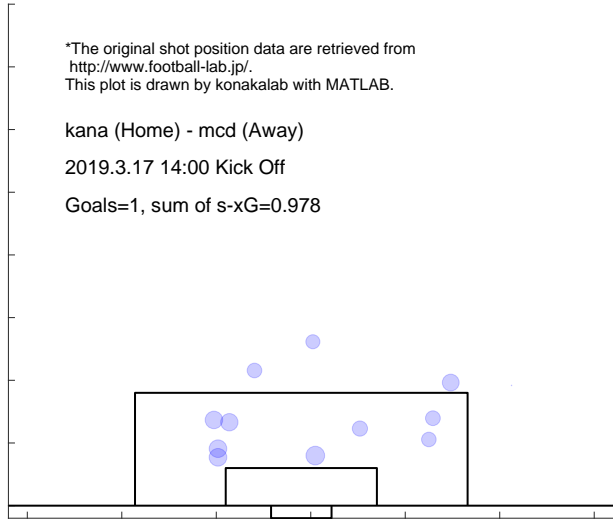 *The original shot position data are retrieved from
http://www.football-lab.jp/.
This plot is drawn by konakalab with MATLAB.
kana (Home) - mcd (Away)
2019.3.17 14:00 Kick Off
Goals=1, sum of s-xG=0.978